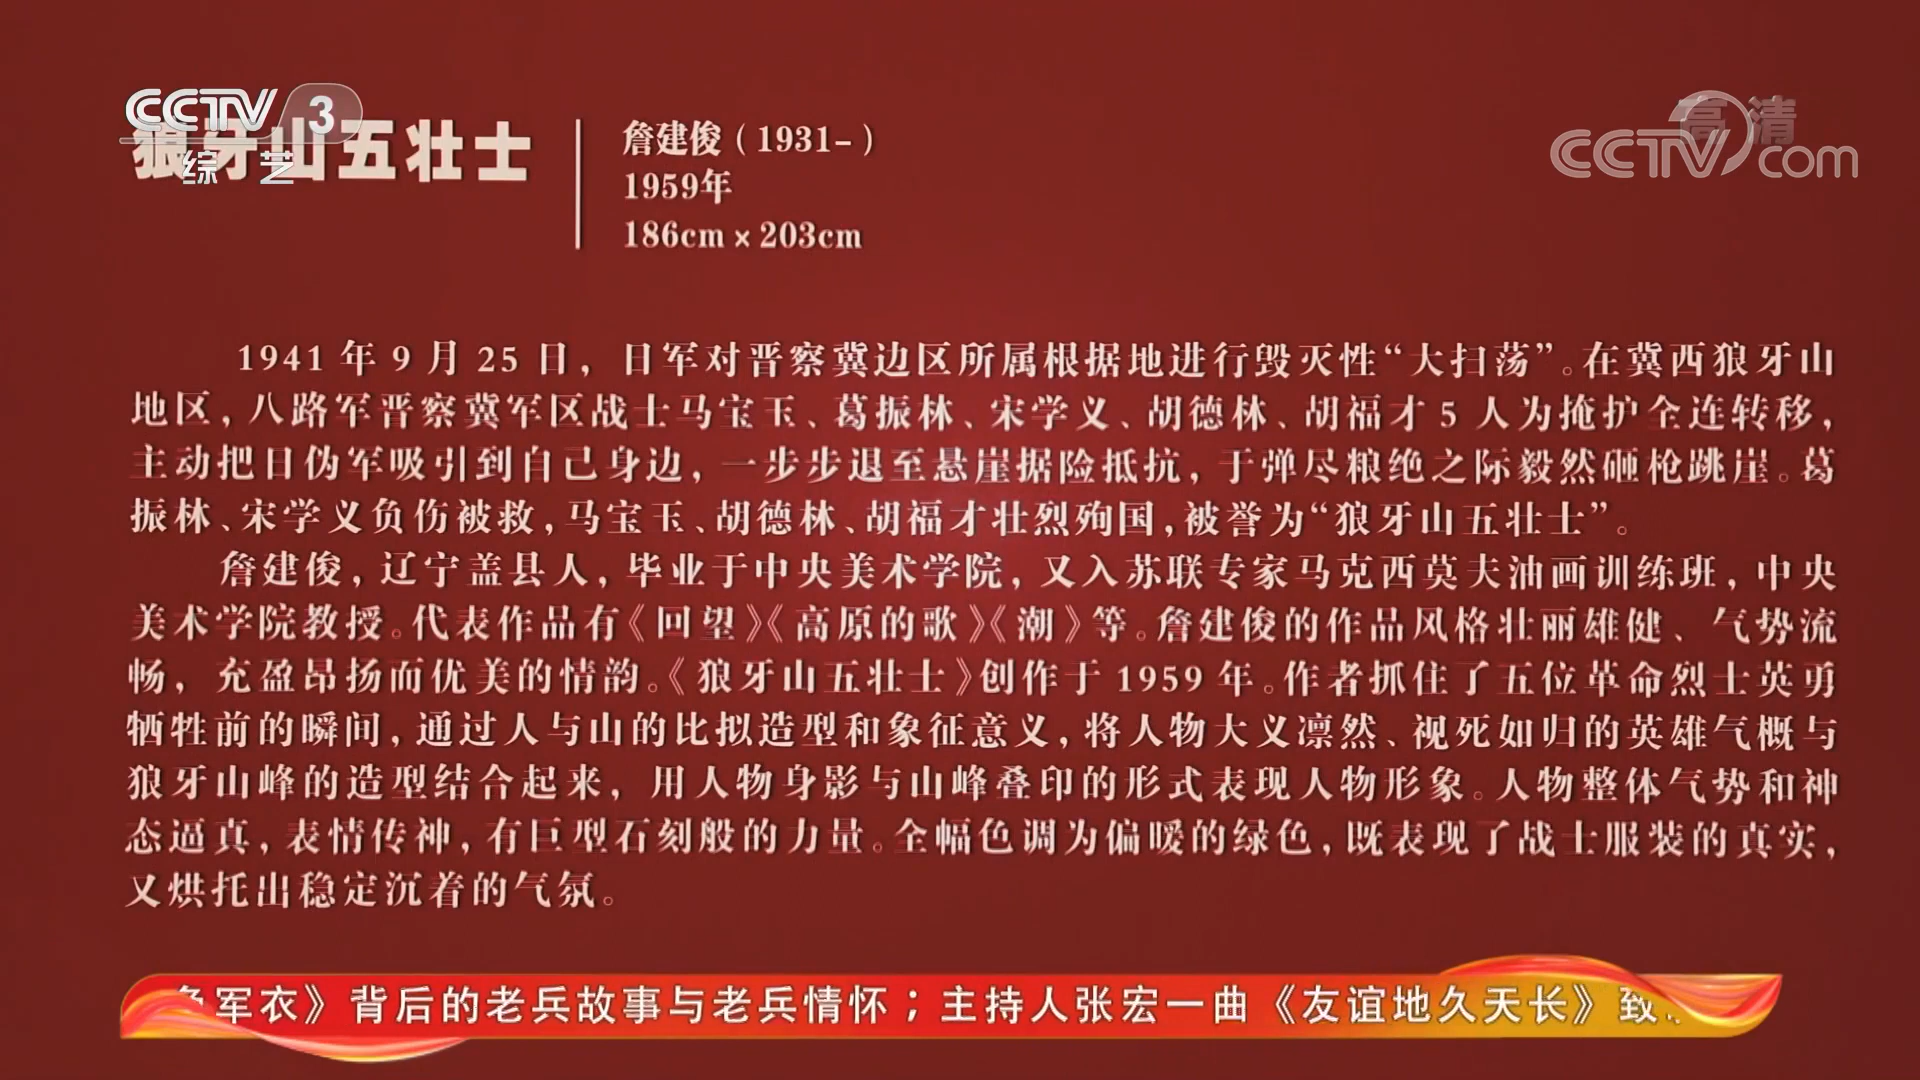 CCTV 3
综 艺
高清
CCTV com
狼牙山五壮士
詹建俊（1931-）
1959年
186cm×203cm
1941年9月25日，日军对晋察冀边区所属根据地进行毁灭性“大扫荡”。在冀西狼牙山
地区，八路军晋察冀军区战士马宝玉、葛振林、宋学义、胡德林、胡福才5人为掩护全连转移，
主动把日伪军吸引到自己身边，一步步退至悬崖据险抵抗，于弹尽粮绝之际毅然砸枪跳崖。葛
振林、宋学义负伤被救，马宝玉、胡德林、胡福才壮烈殉国，被誉为“狼牙山五壮士”。
詹建俊，辽宁盖县人，毕业于中央美术学院，又入苏联专家马克西莫夫油画训练班，中央
美术学院教授。代表作品有《回望》《高原的歌》《潮》等。詹建俊的作品风格壮丽雄健、气势流
畅，充盈昂扬而优美的情韵。《狼牙山五壮士》创作于1959年。作者抓住了五位革命烈士英勇
牺牲前的瞬间，通过人与山的比拟造型和象征意义，将人物大义凛然、视死如归的英雄气概与
狼牙山峰的造型结合起来，用人物身影与山峰叠印的形式表现人物形象。人物整体气势和神
态逼真，表情传神，有巨型石刻般的力量。全幅色调为偏暖的绿色，既表现了战士服装的真实，
又烘托出稳定沉着的气氛。
军衣》背后的老兵故事与老兵情怀；主持人张宏一曲《友谊地久天长》致